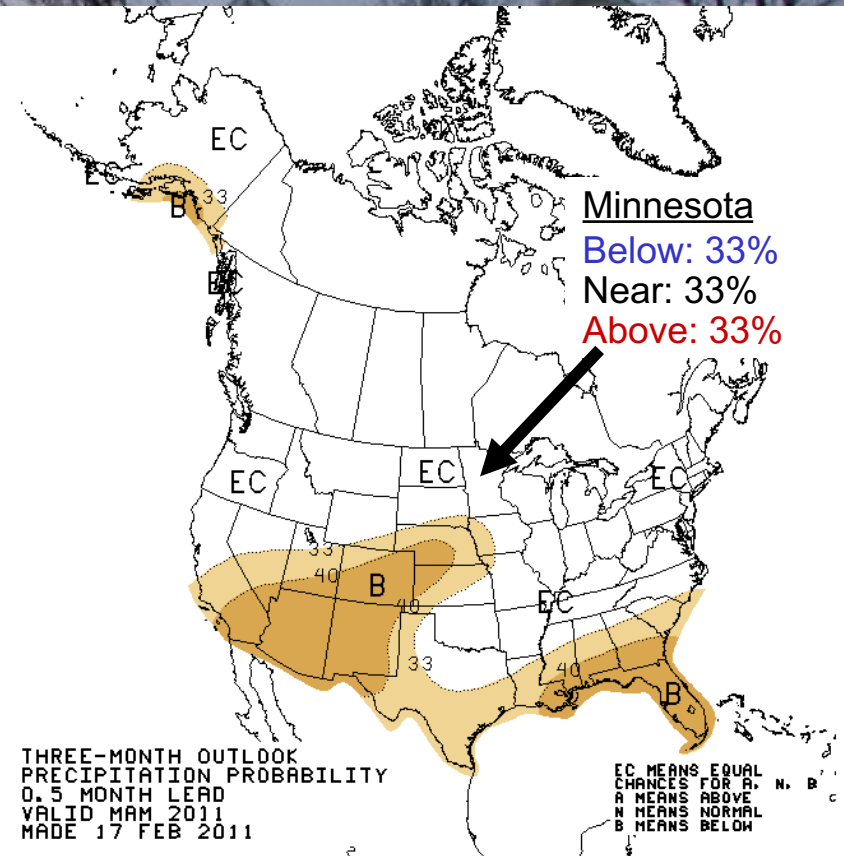 EC
EC
33
B
EC
Minnesota
Below: 33%
Near: 33%
Above: 33%
EC
EC
EC
33
40
B
40
EC
33
40
B
THREE-MONTH OUTLOOK
PRECIPITATION PROBABILITY
0.5 MONTH LEAD
VALID MAM 2011
MADE 17 FEB 2011
EC MEANS EQUAL
CHANCES FOR A, N, B
A MEANS ABOVE
N MEANS NORMAL
B MEANS BELOW